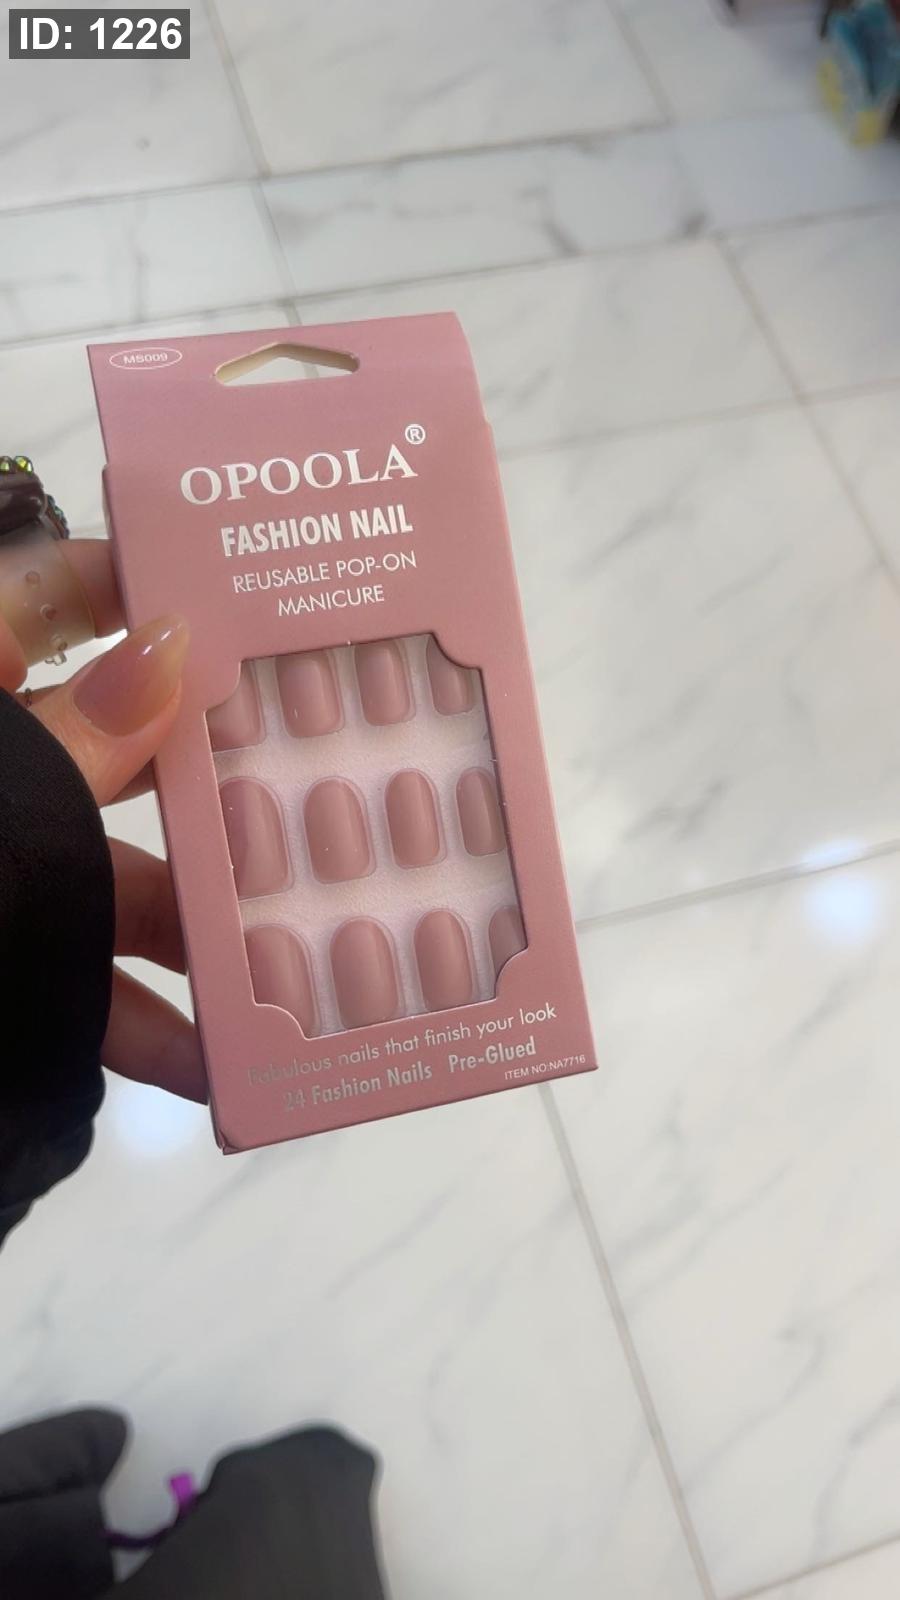 ID: 1226
MS009
OPOOLA®
FASHION NAIL
REUSABLE POP-ON
MANICURE
Fabulous nails that finish your look
24 Fashion Nails Pre-Glued
ITEM NO:NA7716